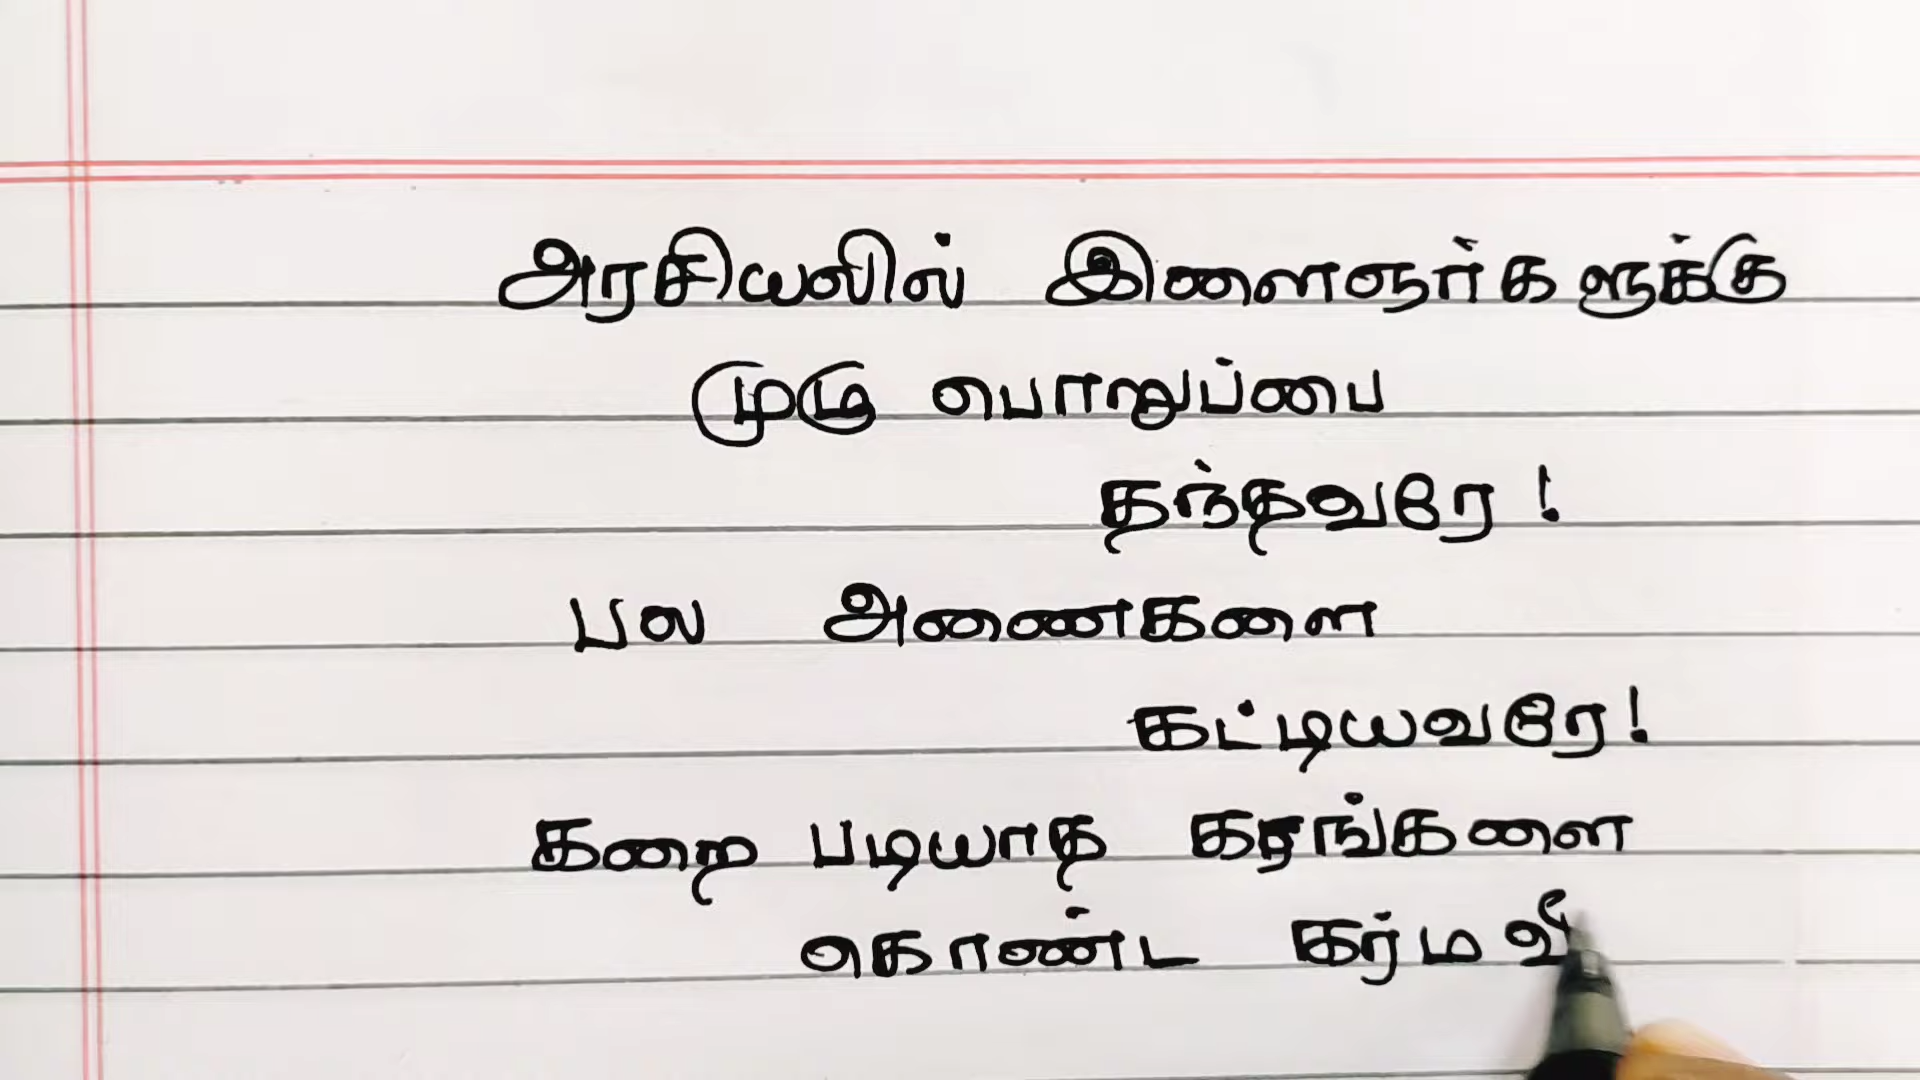 அரசியலில் இளைஞர்களுக்கு
முழு பொறுப்பை
தந்தவரே !
பல அணைகளை
கட்டியவரே!
கறை படியாத கரங்களை
கொண்ட கர்மவீ